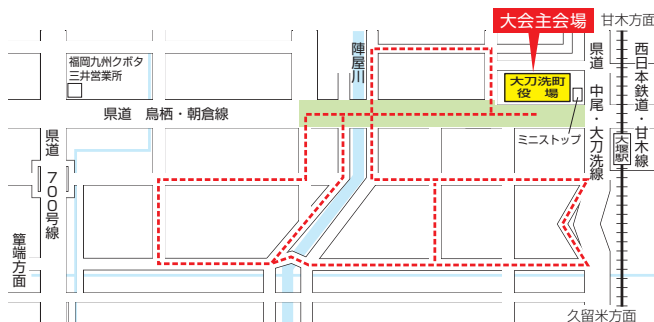 大会主会場
甘木方面
福岡九州クボタ
三井営業所
陣屋川
大刀洗町
役場
県道 中尾・大刀洗線
西日本鉄道・甘木線
県道 鳥栖・朝倉線
ミニストップ
大堰駅
県道 700号線
筆端方面
久留米方面